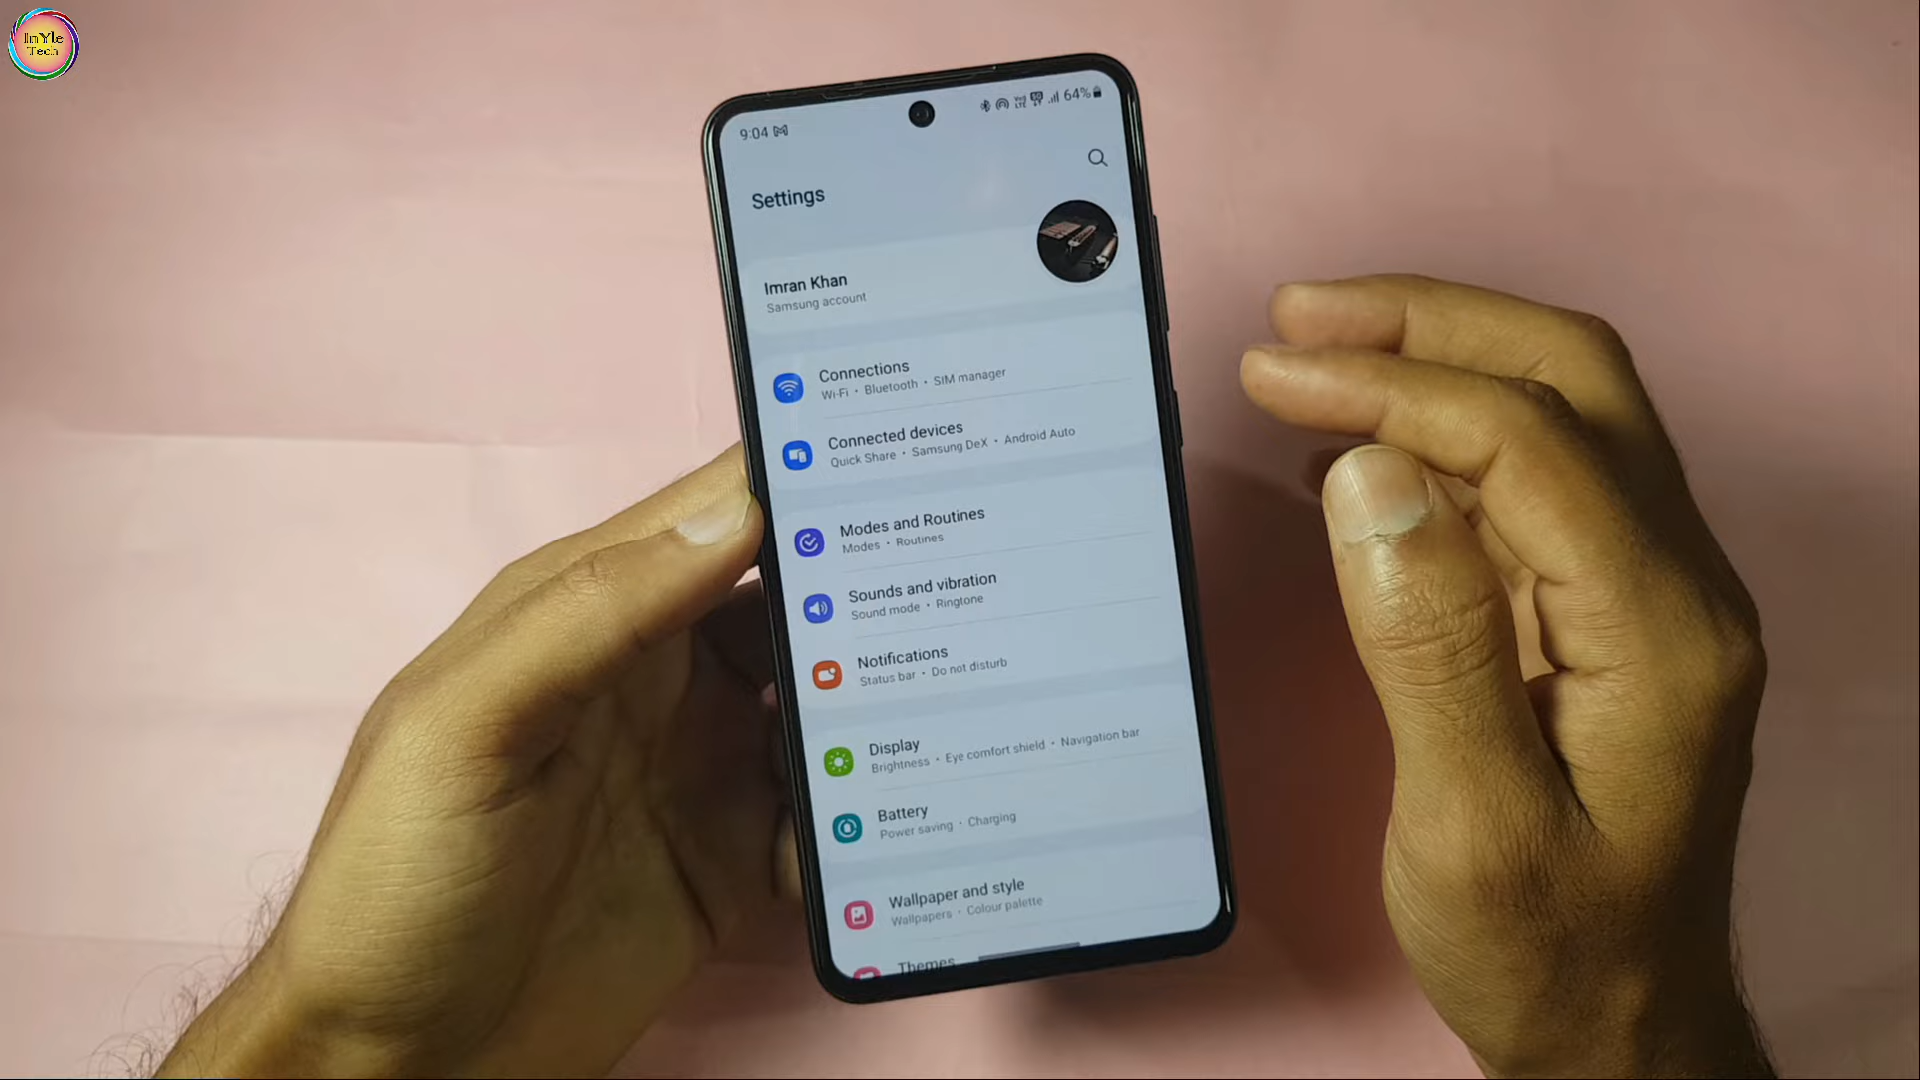 InYle
Tech
9:04
64%
Settings
Imran Khan
Samsung account
Connections
Wi-Fi • Bluetooth • SIM manager
Connected devices
Quick Share • Samsung DeX • Android Auto
Modes and Routines
Modes • Routines
Sounds and vibration
Sound mode • Ringtone
Notifications
Status bar • Do not disturb
Display
Brightness • Eye comfort shield • Navigation bar
Battery
Power saving • Charging
Wallpaper and style
Wallpapers • Colour palette
Themes